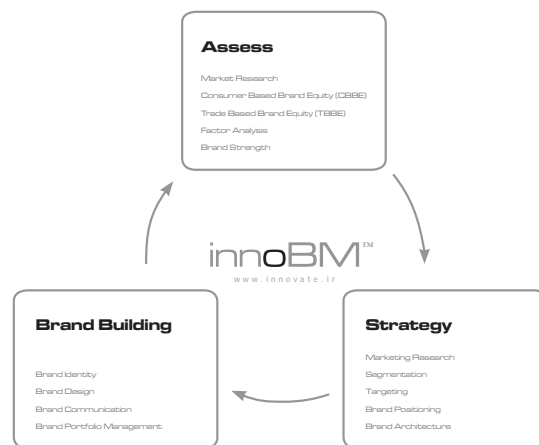 Assess
Market Research
Consumer Based Brand Equity (CBBE)
Trade Based Brand Equity (TBBE)
Factor Analysis
Brand Strength
innoBM™
www.innovate.ir
Brand Building
Brand Identity
Brand Design
Brand Communication
Brand Portfolio Management
Strategy
Marketing Research
Segmentation
Targeting
Brand Positioning
Brand Architecture